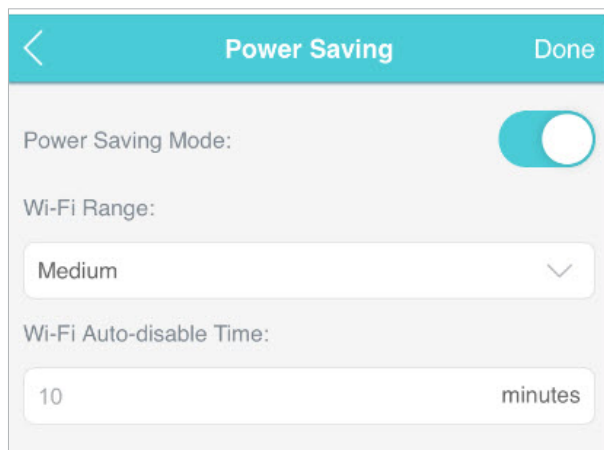 Power Saving Done
Power Saving Mode:
Wi-Fi Range:
Medium
Wi-Fi Auto-disable Time:
10 minutes